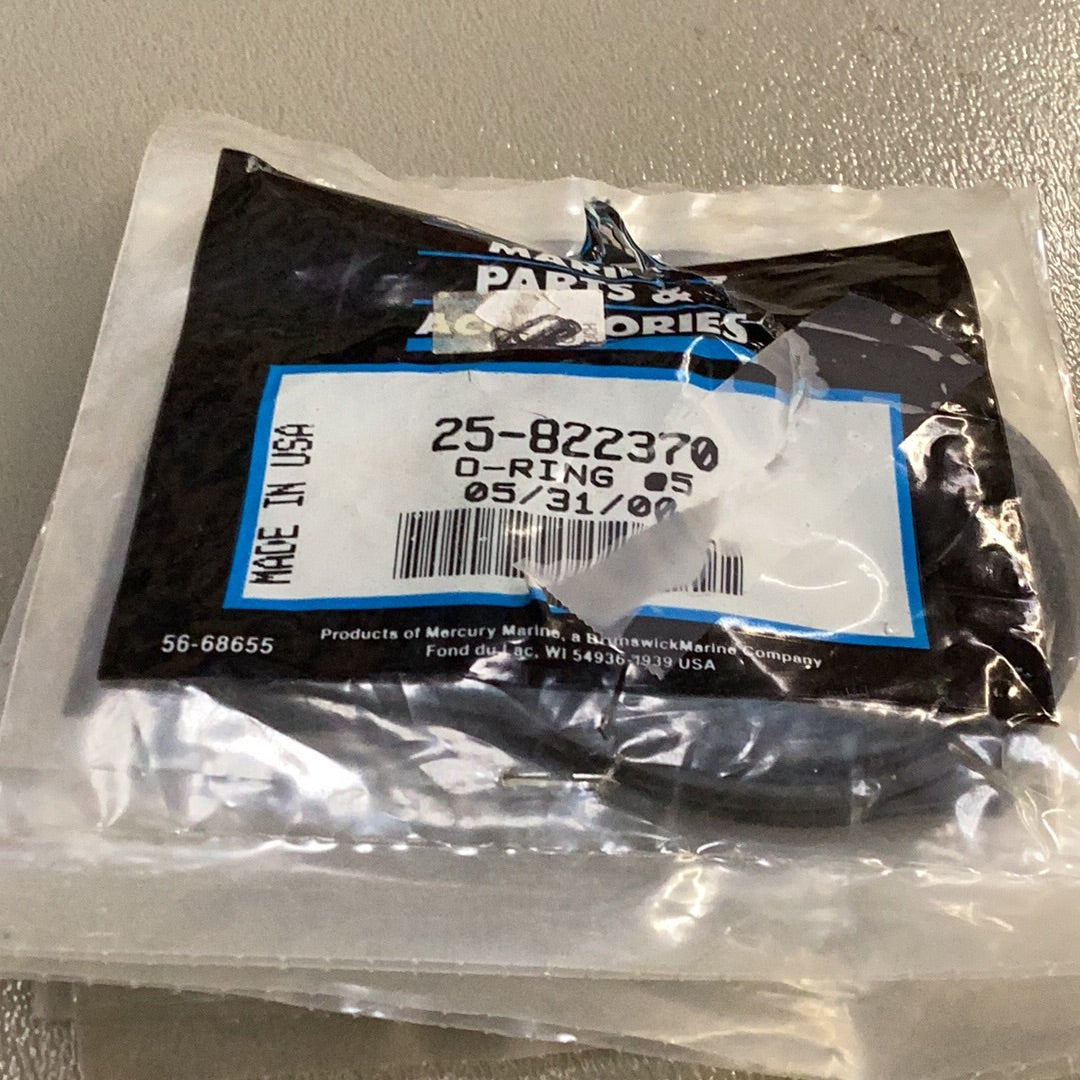 PARTS &
25-822370
O-RING @5
05/31/00
MADE IN USA
56-68655
Products of Mercury Marine, a Brunswick Marine Company
Fond du Lac, WI 54936-1939 USA